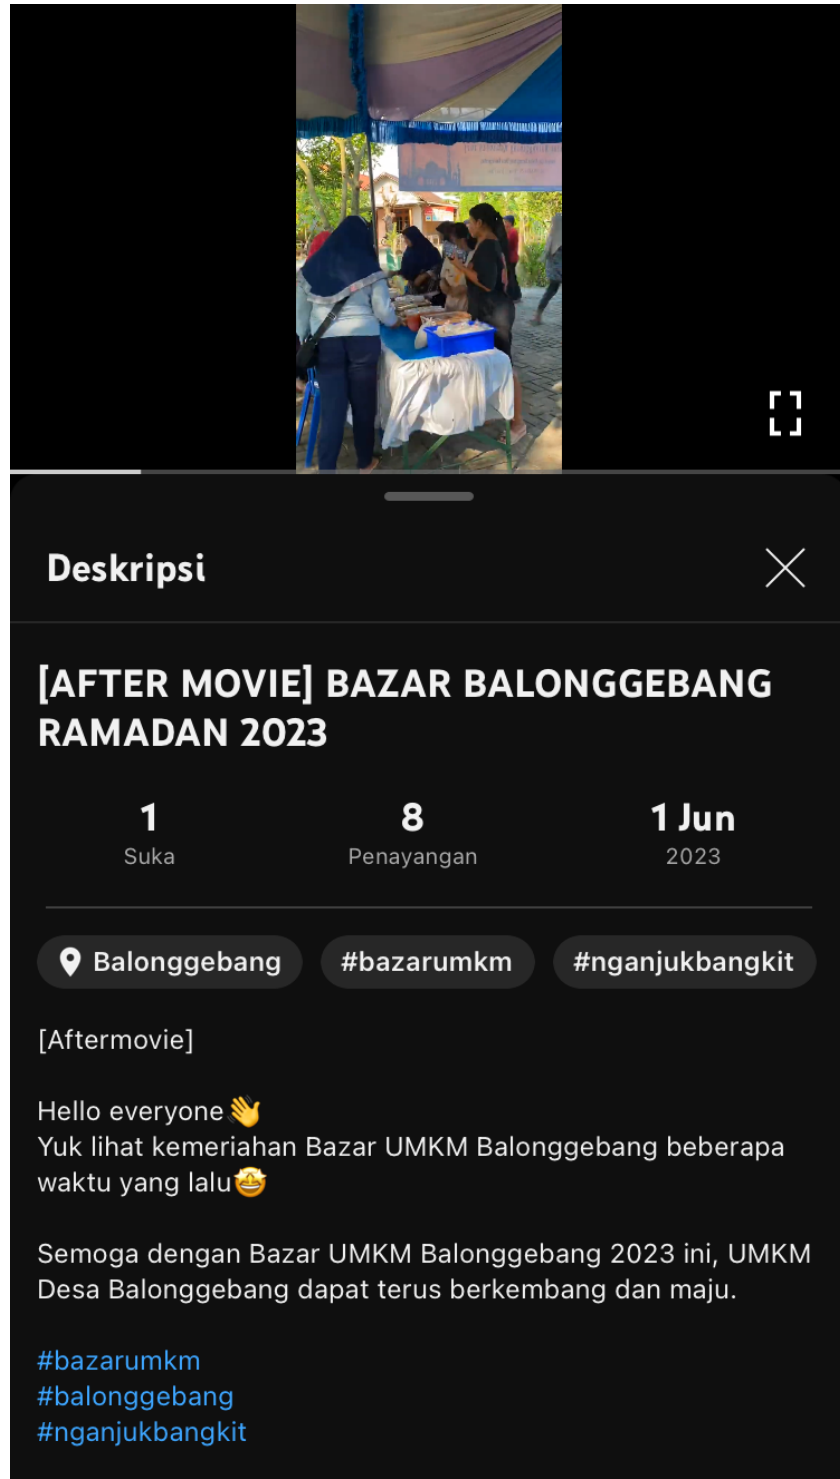 Deskripsi
[AFTER MOVIE] BAZAR BALONGGEBANG
RAMADAN 2023
1
Suka
8
Penayangan
1 Jun
2023
Balonggebang
#bazarumkm
#nganjukbangkit
[Aftermovie]
Hello everyone👋
Yuk lihat kemeriahan Bazar UMKM Balonggebang beberapa
waktu yang lalu🤩
Semoga dengan Bazar UMKM Balonggebang 2023 ini, UMKM
Desa Balonggebang dapat terus berkembang dan maju.
#bazarumkm
#balonggebang
#nganjukbangkit